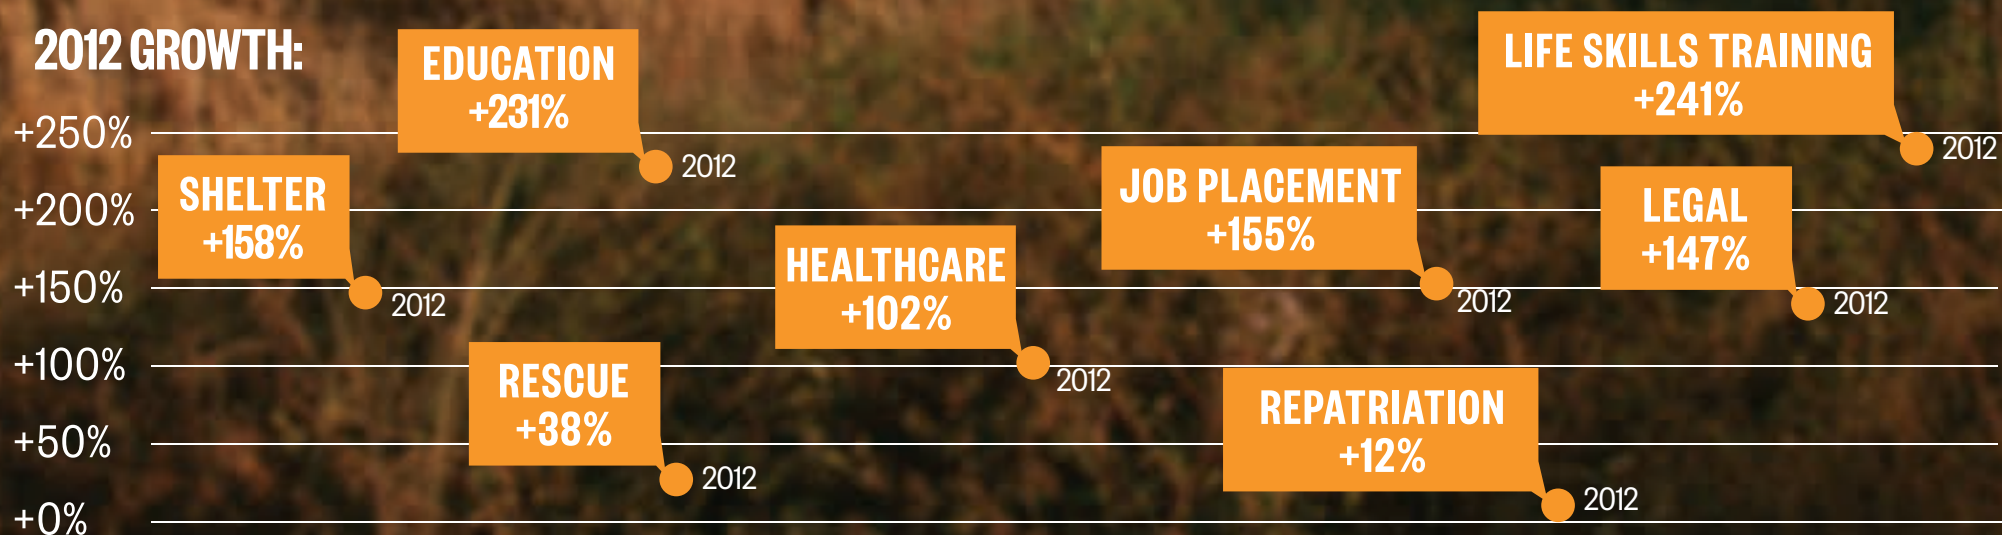 2012 GROWTH:
+250%
+200%
+150%
+100%
+50%
+0%
SHELTER
+158%
2012
EDUCATION
+231%
2012
RESCUE
+38%
2012
HEALTHCARE
+102%
2012
JOB PLACEMENT
+155%
2012
REPATRIATION
+12%
2012
LEGAL
+147%
2012
LIFE SKILLS TRAINING
+241%
2012